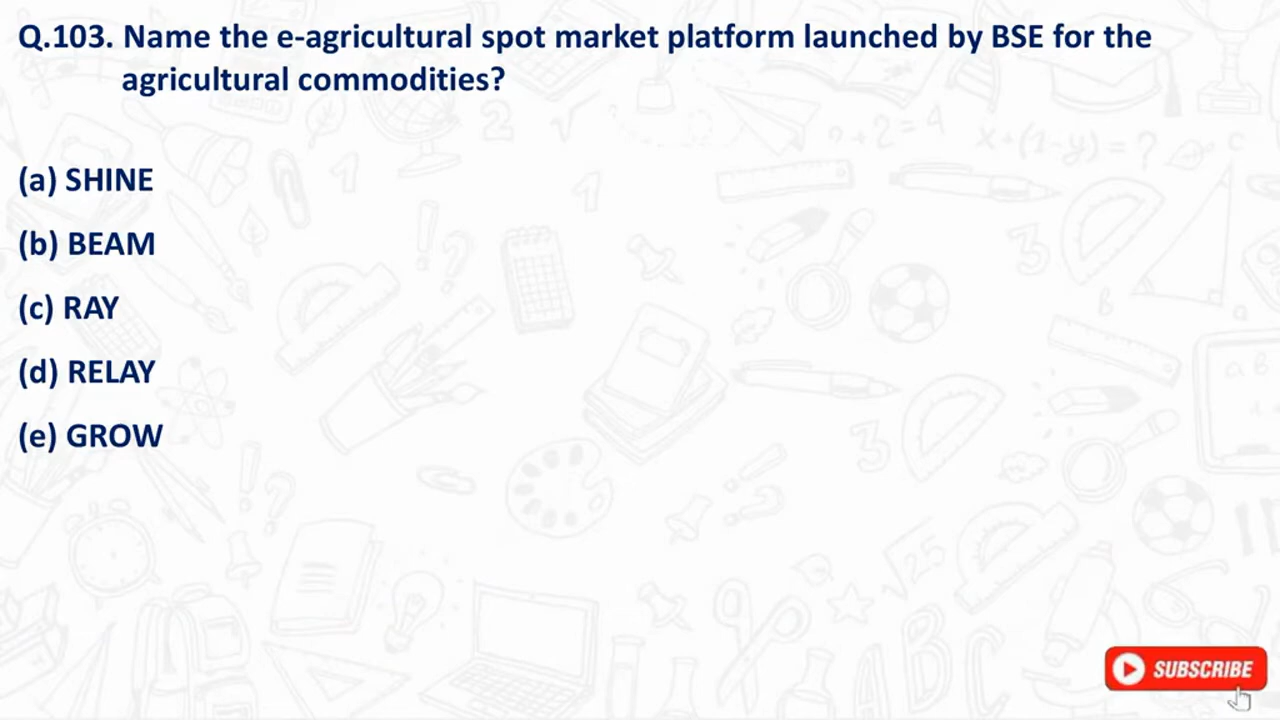 Q.103. Name the e-agricultural spot market platform launched by BSE for the
agricultural commodities?
(a) SHINE
(b) BEAM
(c) RAY
(d) RELAY
(e) GROW
SUBSCRIBE